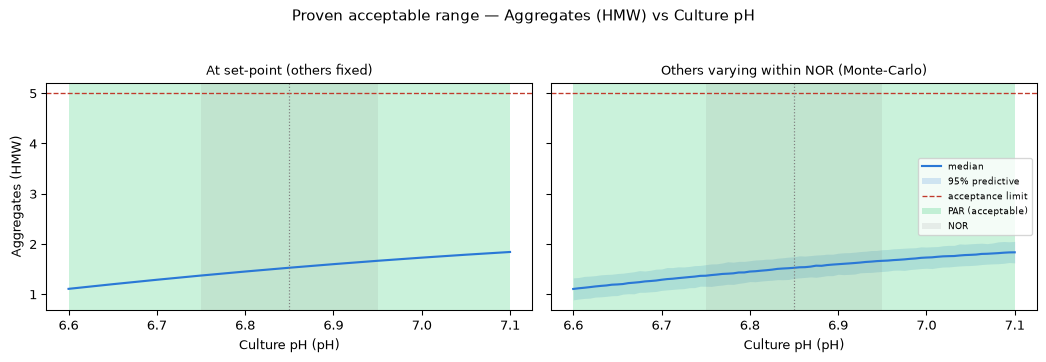 Proven acceptable range — Aggregates (HMW) vs Culture pH
At set-point (others fixed)
Others varying within NOR (Monte-Carlo)
Aggregates (HMW)
5
4
3
2
1
6.6 6.7 6.8 6.9 7.0 7.1
Culture pH (pH)
median
95% predictive
acceptance limit
PAR (acceptable)
NOR
6.6 6.7 6.8 6.9 7.0 7.1
Culture pH (pH)